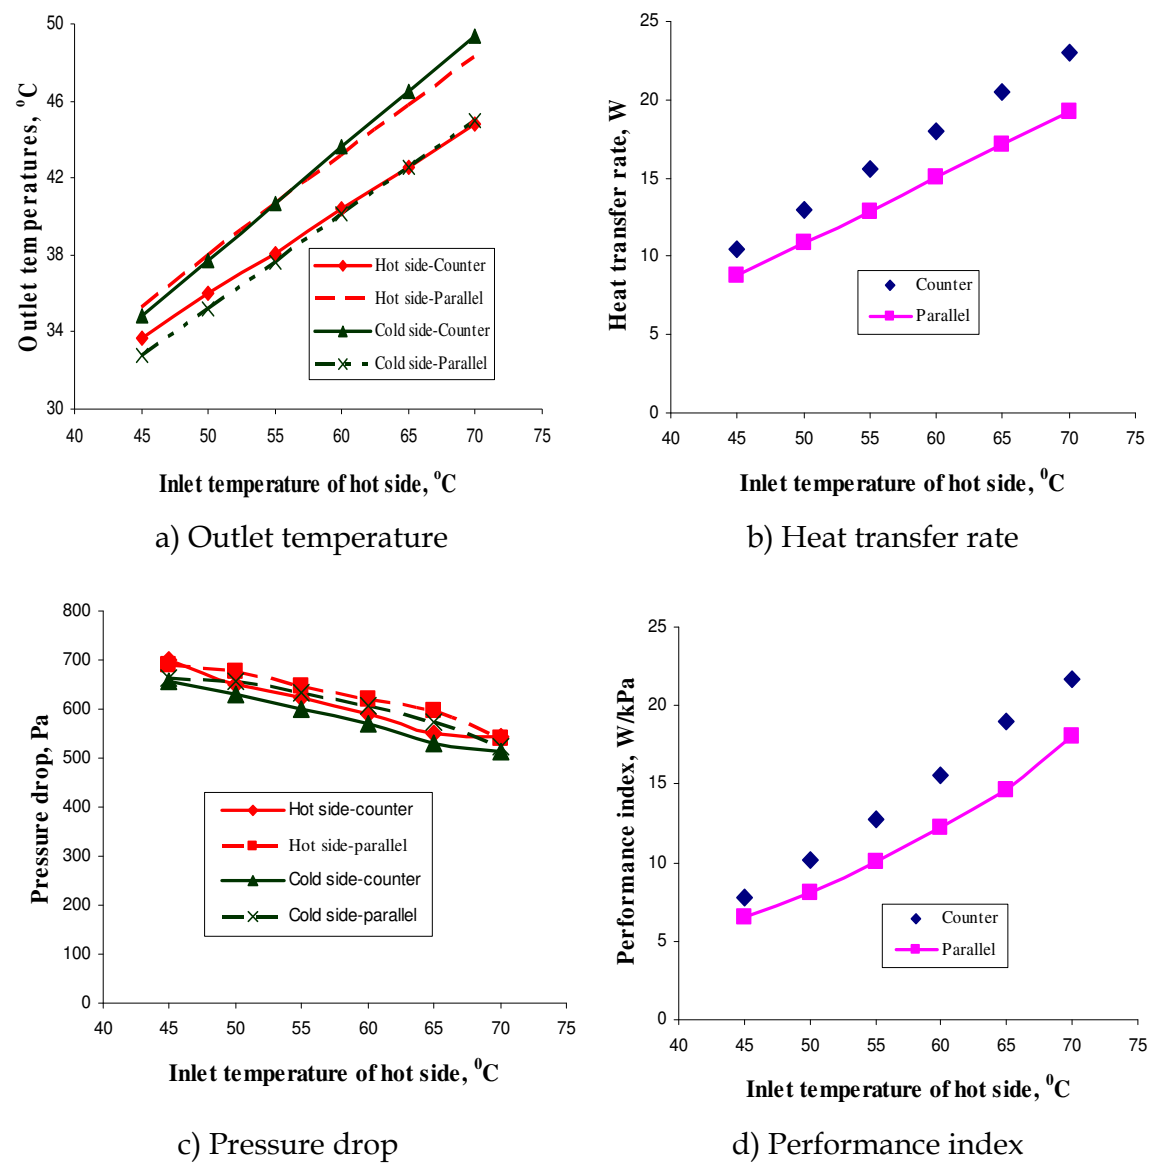 50
46
42
38
34
30
40
45
50
55
60
65
70
75
Outlet temperatures, °C
Inlet temperature of hot side, °C
Hot side-Counter
Hot side-Parallel
Cold side-Counter
Cold side-Parallel
a) Outlet temperature
25
20
15
10
5
0
40
45
50
55
60
65
70
75
Heat transfer rate, W
Inlet temperature of hot side, ⁰C
Counter
Parallel
b) Heat transfer rate
800
700
600
500
400
300
200
100
0
40
45
50
55
60
65
70
75
Pressure drop, Pa
Inlet temperature of hot side, ⁰C
Hot side-counter
Hot side-parallel
Cold side-counter
Cold side-parallel
c) Pressure drop
25
20
15
10
5
0
40
45
50
55
60
65
70
75
Performance index, W/kPa
Inlet temperature of hot side, ⁰C
Counter
Parallel
d) Performance index